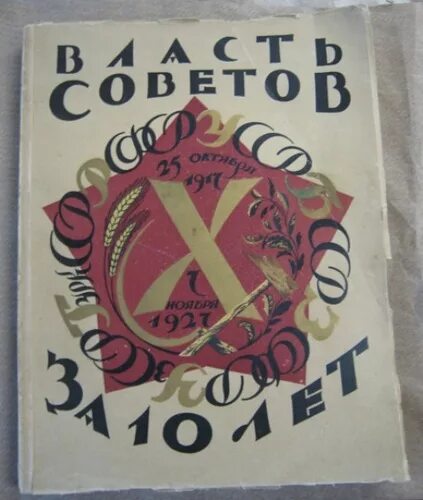 ВЛАСТЬ
СОВЕТОВ
25 ОКТЯБРЯ
1917
X
7
НОЯБРЯ
1927
ЗА 10 ЛЕТ